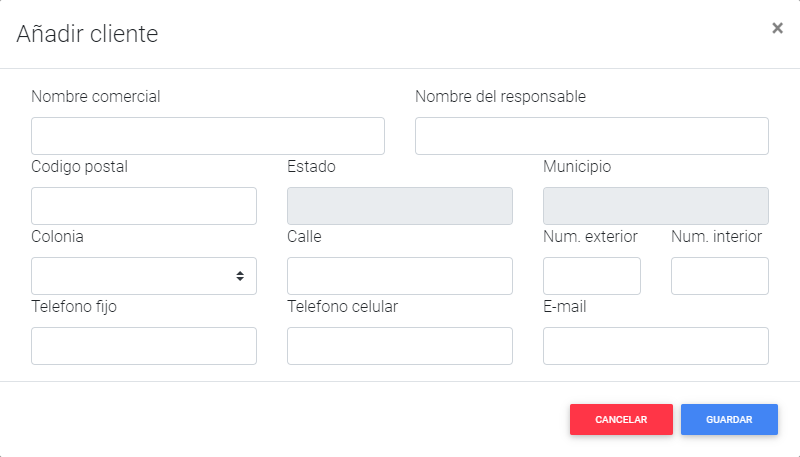 Añadir cliente ×
Nombre comercial Nombre del responsable
Codigo postal Estado Municipio
Colonia Calle Num. exterior Num. interior
Telefono fijo Telefono celular E-mail
CANCELAR GUARDAR